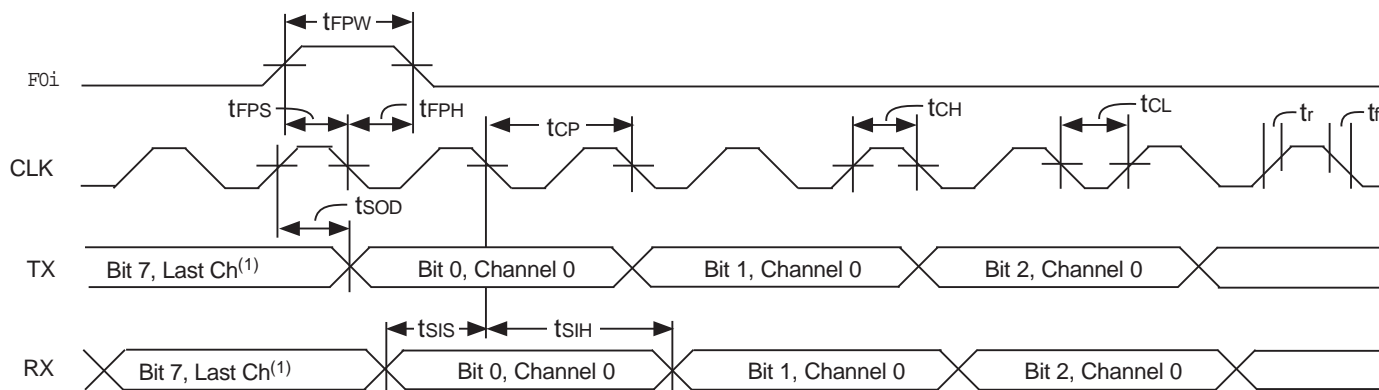 tFPW
F0i
tFPS
tFPH
tCP
tCH
tCL
tr
tf
CLK
tSOD
TX
Bit 7, Last Ch(1)
Bit 0, Channel 0
Bit 1, Channel 0
Bit 2, Channel 0
tSIS
tSIH
RX
Bit 7, Last Ch(1)
Bit 0, Channel 0
Bit 1, Channel 0
Bit 2, Channel 0